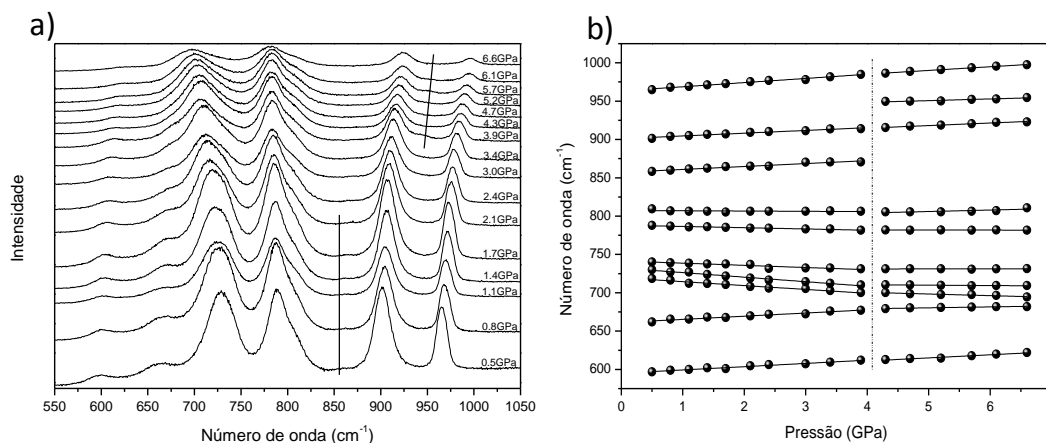 a)
Intensidade
6.6GPa
6.1GPa
5.7GPa
5.2GPa
4.7GPa
4.3GPa
3.9GPa
3.4GPa
3.0GPa
2.4GPa
2.1GPa
1.7GPa
1.4GPa
1.1GPa
0.8GPa
0.5GPa
550 600 650 700 750 800 850 900 950 1000 1050
Número de onda (cm⁻¹)
b)
Número de onda (cm⁻¹)
1000
950
900
850
800
750
700
650
600
0 1 2 3 4 5 6
Pressão (GPa)